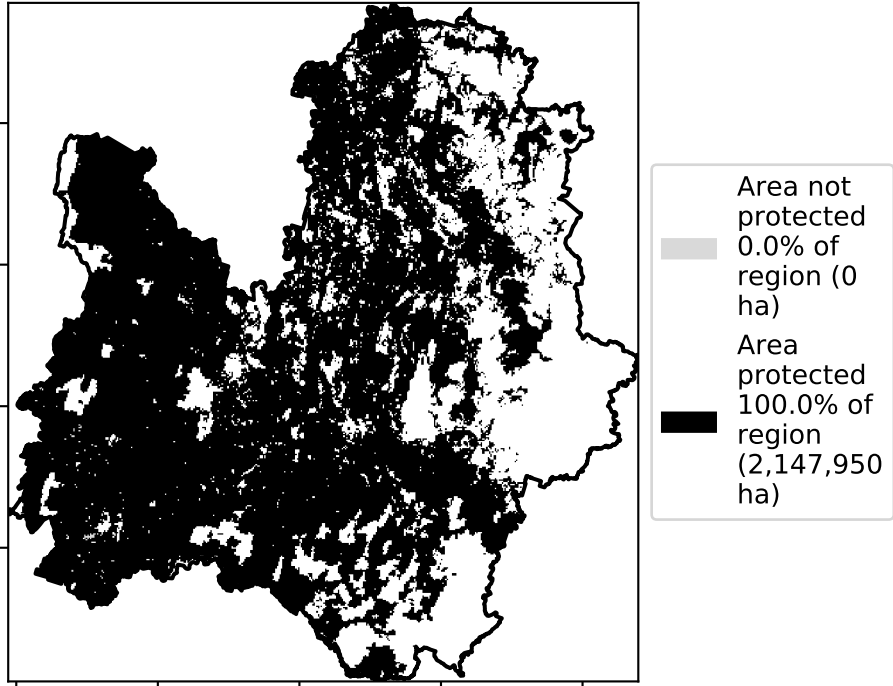 Area not
protected
0.0% of
region (0
ha)
Area
protected
100.0% of
region
(2,147,950
ha)